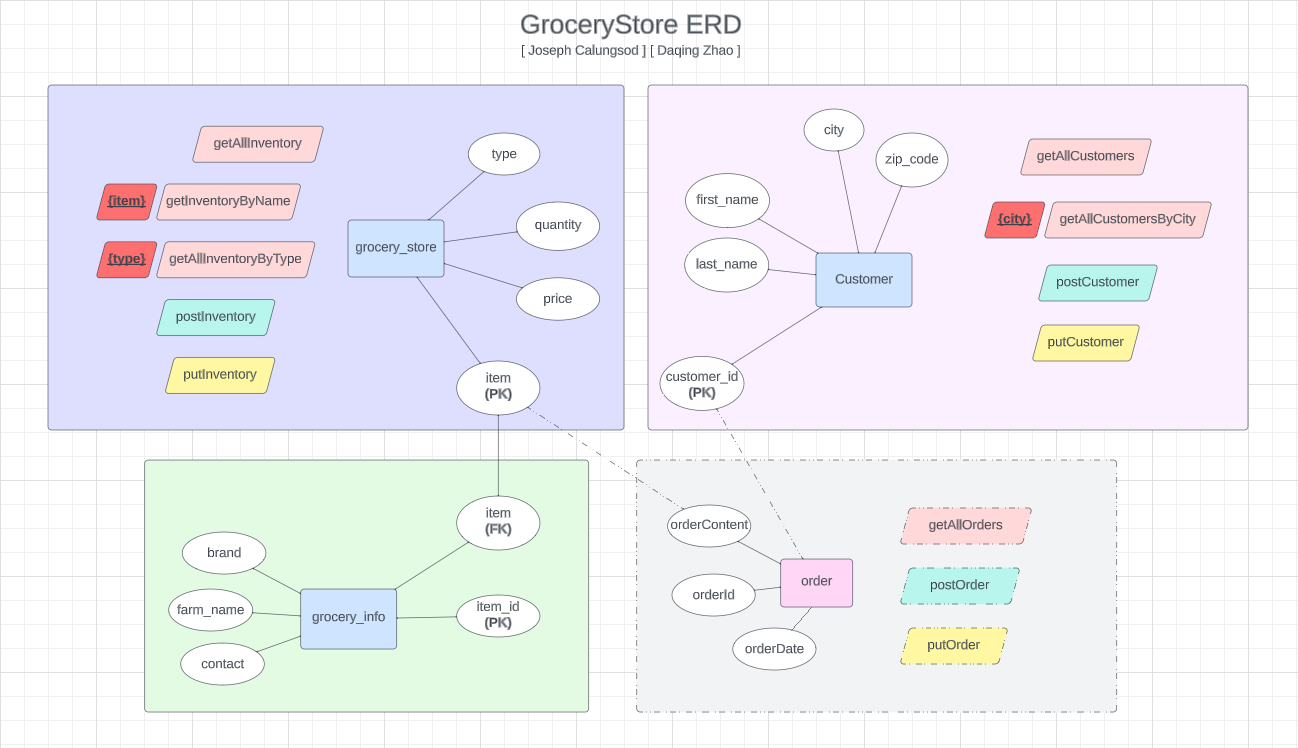 GroceryStore ERD
[ Joseph Calungsod ] [ Daqing Zhao ]
getAllInventory
{item} getInventoryByName
{type} getAllInventoryByType
postInventory
putInventory
grocery_store
type
quantity
price
item
(PK)
city
zip_code
first_name
last_name
Customer
customer_id
(PK)
getAllCustomers
{city} getAllCustomersByCity
postCustomer
putCustomer
item
(FK)
brand
farm_name
contact
grocery_info
item_id
(PK)
orderContent
orderId
orderDate
order
getAllOrders
postOrder
putOrder